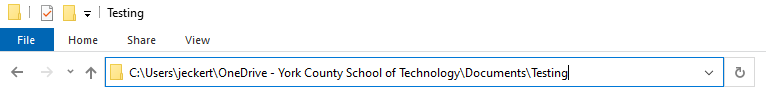 Testing
File Home Share View
C:\Users\jeckert\OneDrive - York County School of Technology\Documents\Testing